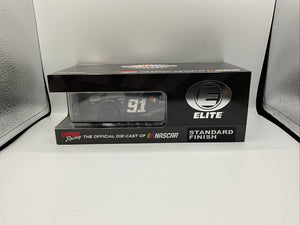 91
E
ELITE
Lionel Racing
THE OFFICIAL DIE-CAST OF NASCAR
STANDARD
FINISH